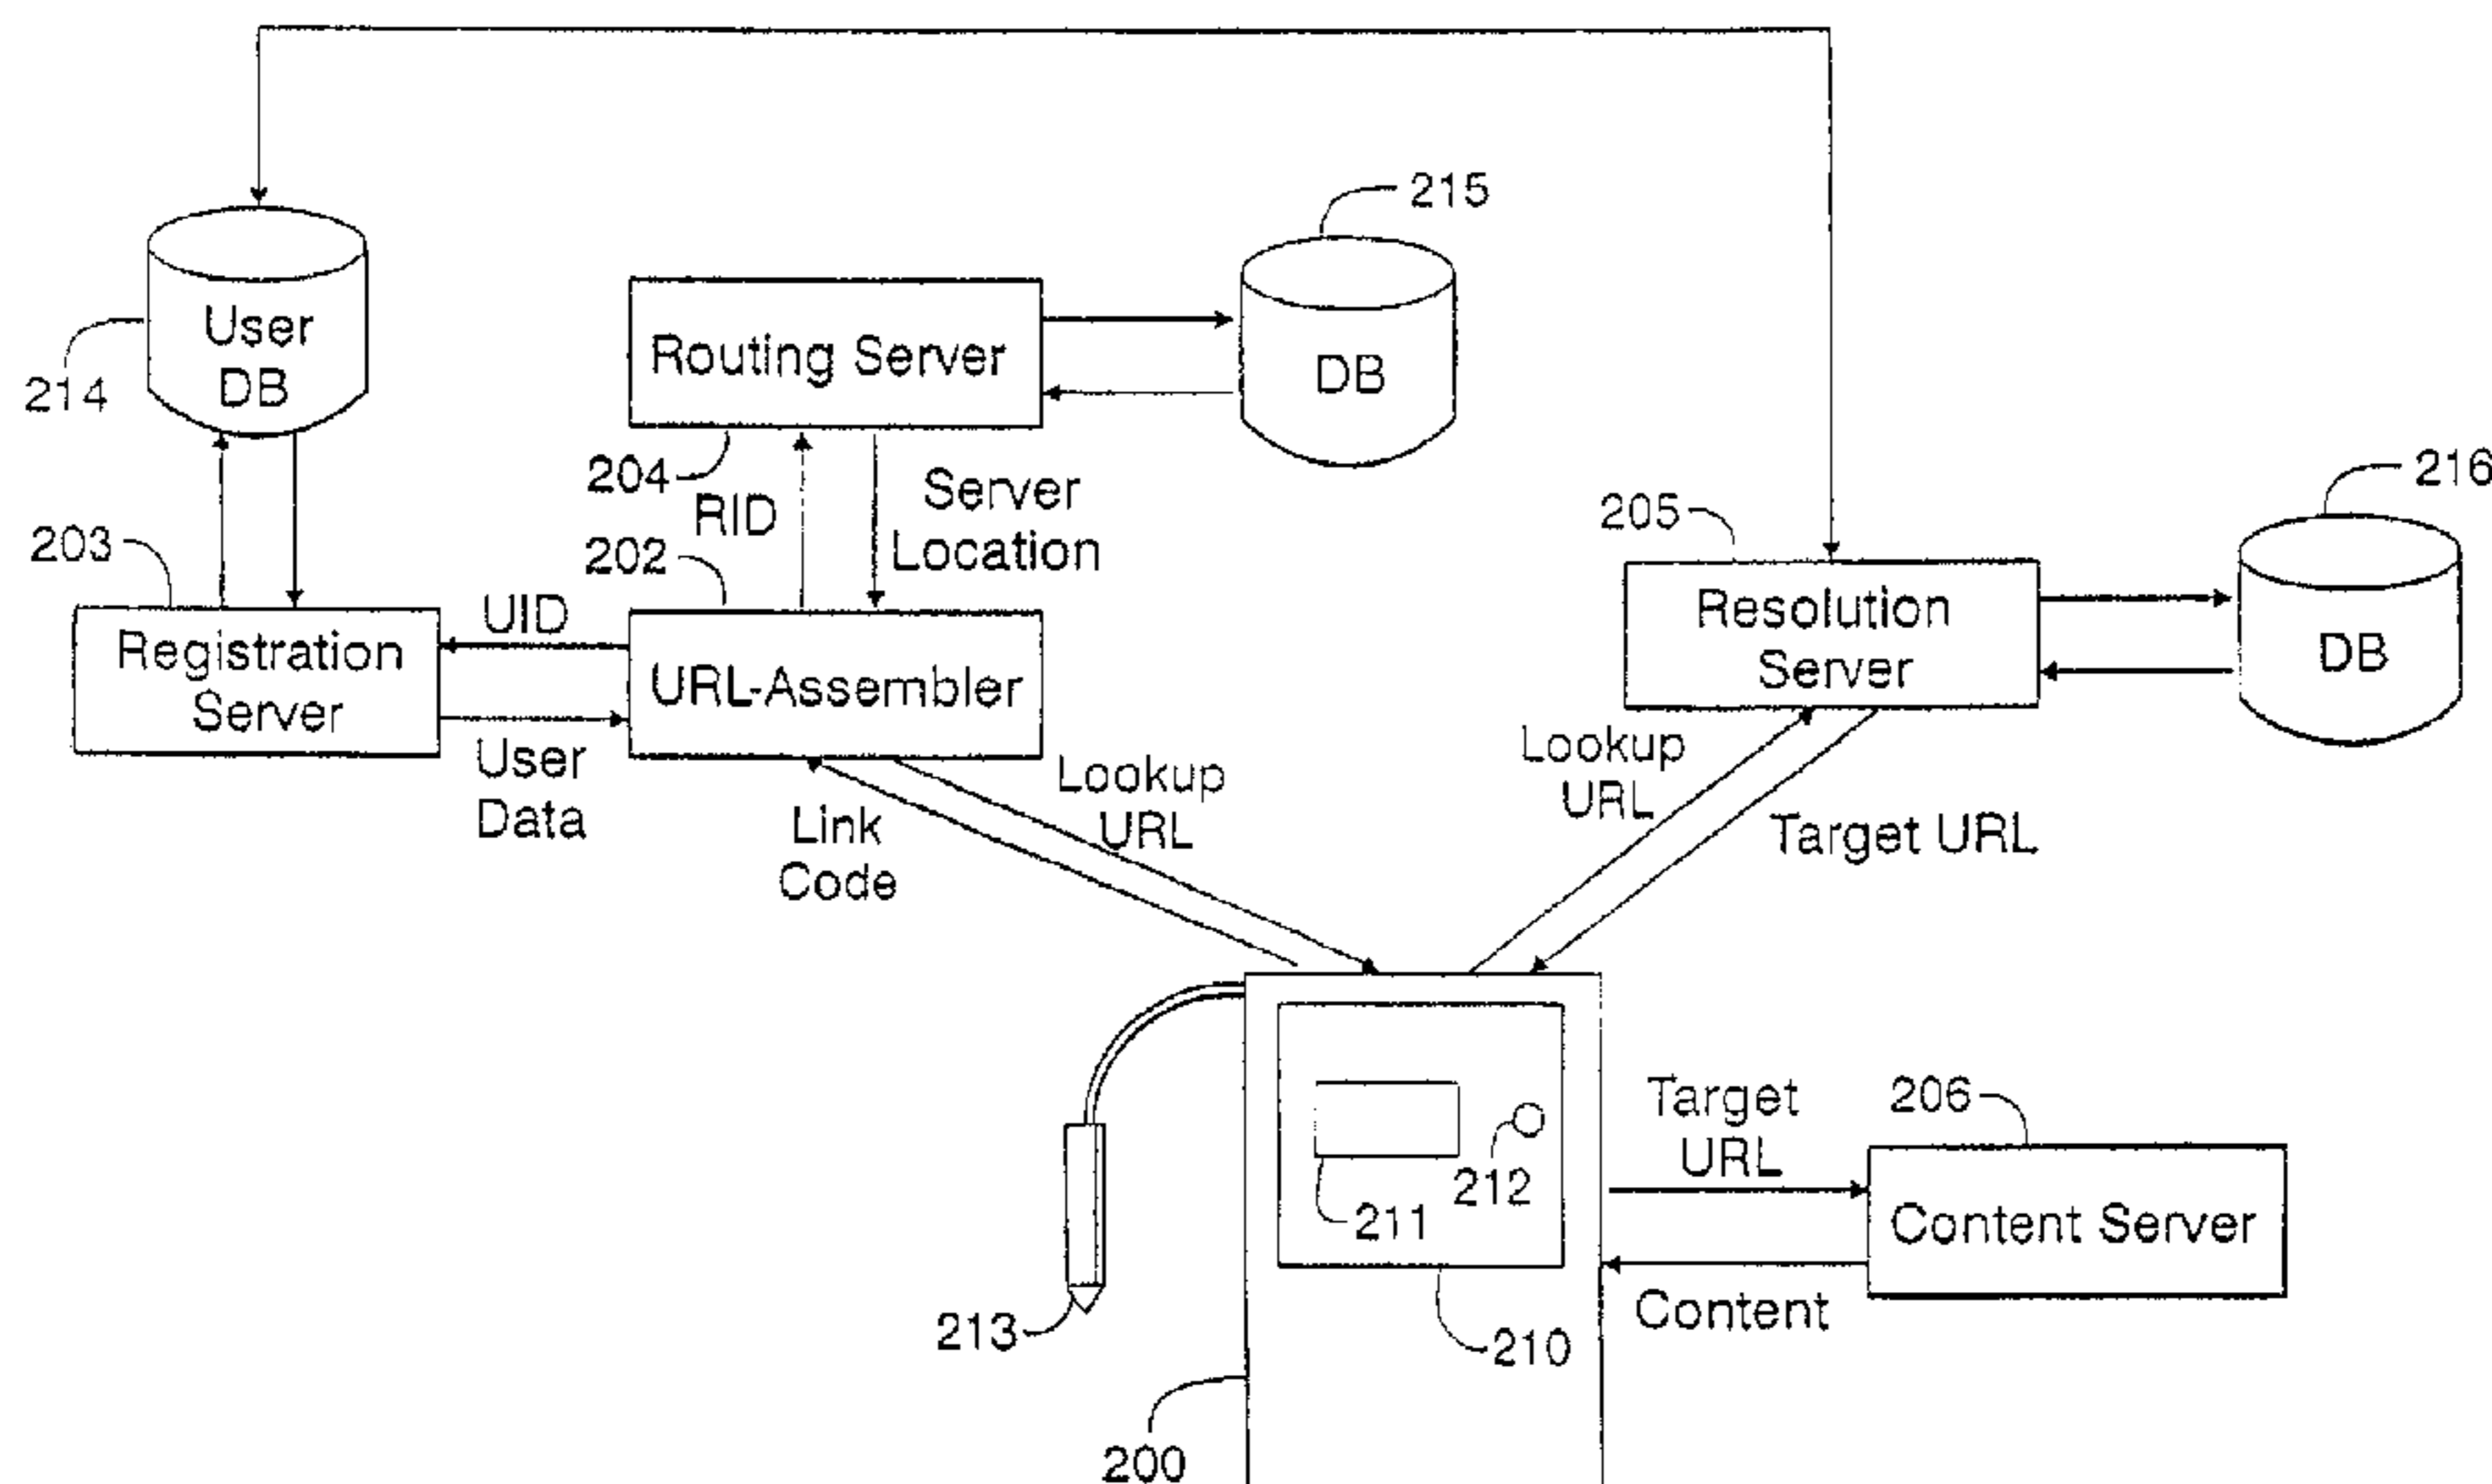 215
User
DB
214
Routing Server
DB
204
RID
Server
Location
216
205
203
202
UID
Registration
Server
URL-Assembler
Resolution
Server
DB
User
Data
Link
Code
Lookup
URL
Lookup
URL
Target URL
Target
URL
206
212
211
Content Server
213
Content
210
200